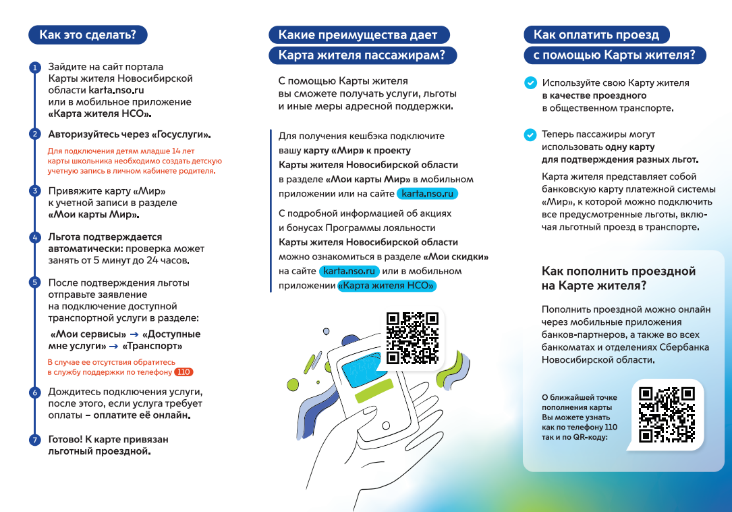 Как это сделать?
1
Зайдите на сайт портала
Карты жителя Новосибирской
области karta.nso.ru
или в мобильное приложение
«Карта жителя НСО».
2
Авторизуйтесь через «Госуслуги».
Для подключения детям младше 14 лет
карты школьника необходимо создать детскую
учетную запись в личном кабинете родителя.
3
Привяжите карту «Мир»
к учетной записи в разделе
«Мои карты Мир».
4
Льгота подтверждается
автоматически: проверка может
занять от 5 минут до 24 часов.
5
После подтверждения льготы
отправьте заявление
на подключение доступной
транспортной услуги в разделе:
«Мои сервисы» → «Доступные
мне услуги» → «Транспорт»
В случае ее отсутствия обратитесь
в службу поддержки по телефону 110
6
Дождитесь подключения услуги,
после этого, если услуга требует
оплаты – оплатите её онлайн.
7
Готово! К карте привязан
льготный проездной.
Какие преимущества дает
Карта жителя пассажирам?
С помощью Карты жителя
вы сможете получать услуги, льготы
и иные меры адресной поддержки.
Для получения кешбэка подключите
вашу карту «Мир» к проекту
Карты жителя Новосибирской области
в разделе «Мои карты Мир» в мобильном
приложении или на сайте karta.nso.ru
С подробной информацией об акциях
и бонусах Программы лояльности
Карты жителя Новосибирской области
можно ознакомиться в разделе «Мои скидки»
на сайте karta.nso.ru или в мобильном
приложении «Карта жителя НСО»
Как оплатить проезд
с помощью Карты жителя?
Используйте свою Карту жителя
в качестве проездного
в общественном транспорте.
Теперь пассажиры могут
использовать одну карту
для подтверждения разных льгот.
Карта жителя представляет собой
банковскую карту платежной системы
«Мир», к которой можно подключить
все предусмотренные льготы, вклю-
чая льготный проезд в транспорте.
Как пополнить проездной
на Карте жителя?
Пополнить проездной можно онлайн
через мобильные приложения
банков-партнеров, а также во всех
банкоматах и отделениях Сбербанка
Новосибирской области.
О ближайшей точке
пополнения карты
Вы можете узнать
как по телефону 110
так и по QR-коду: